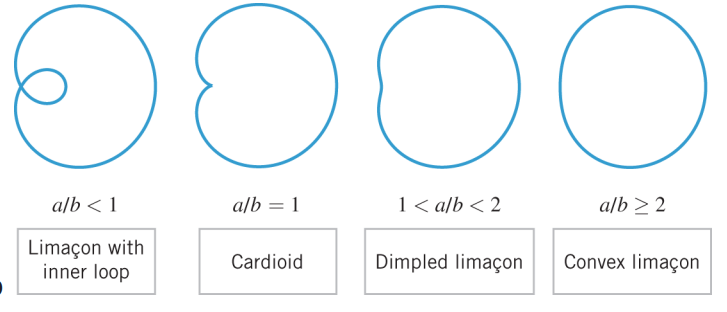 a/b < 1
a/b = 1
1 < a/b < 2
a/b ≥ 2
Limaçon with
inner loop
Cardioid
Dimpled limaçon
Convex limaçon